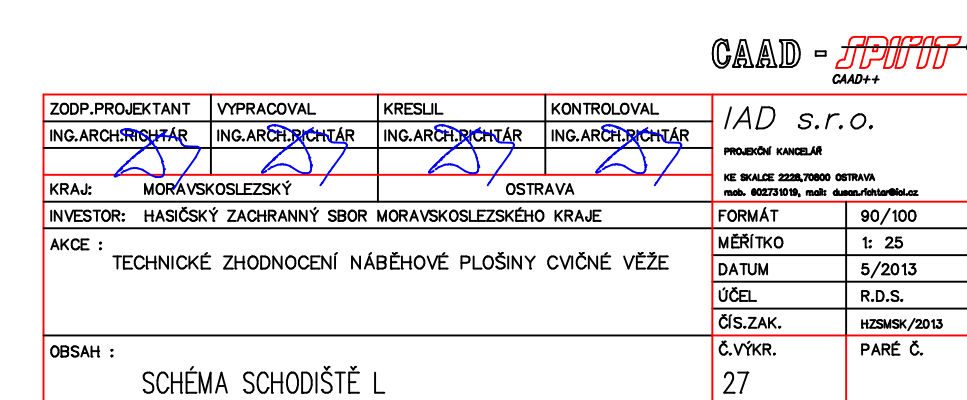 CAAD - SPIRIT
CAAD++
ZODP.PROJEKTANT VYPRACOVAL KRESLIL KONTROLOVAL
ING.ARCH.RICHTÁR ING.ARCH.RICHTÁR ING.ARCH.RICHTÁR ING.ARCH.RICHTÁR
IAD s.r.o.
PROJEKČNÍ KANCELÁŘ
KE SKALCE 2228,70800 OSTRAVA
mob. 602731019, mail: dusan.richtar@iol.cz
KRAJ: MORAVSKOSLEZSKÝ OSTRAVA
INVESTOR: HASIČSKÝ ZACHRANNÝ SBOR MORAVSKOSLEZSKÉHO KRAJE
FORMÁT 90/100
AKCE :
TECHNICKÉ ZHODNOCENÍ NÁBĚHOVÉ PLOŠINY CVIČNÉ VĚŽE
MĚŘÍTKO 1: 25
DATUM 5/2013
ÚČEL R.D.S.
ČÍS.ZAK. HZSMSK/2013
OBSAH :
SCHÉMA SCHODIŠTĚ L
Č.VÝKR. PARÉ Č.
27